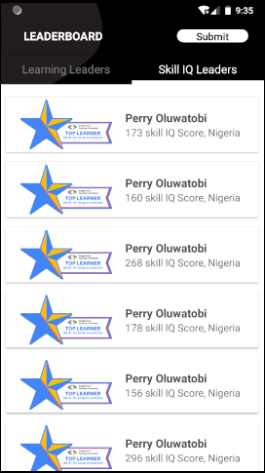 9:35
LEADERBOARD
Submit
Learning Leaders
Skill IQ Leaders
TOP LEARNER
Perry Oluwatobi
173 skill IQ Score, Nigeria
TOP LEARNER
Perry Oluwatobi
160 skill IQ Score, Nigeria
TOP LEARNER
Perry Oluwatobi
268 skill IQ Score, Nigeria
TOP LEARNER
Perry Oluwatobi
178 skill IQ Score, Nigeria
TOP LEARNER
Perry Oluwatobi
156 skill IQ Score, Nigeria
TOP LEARNER
Perry Oluwatobi
296 skill IQ Score, Nigeria